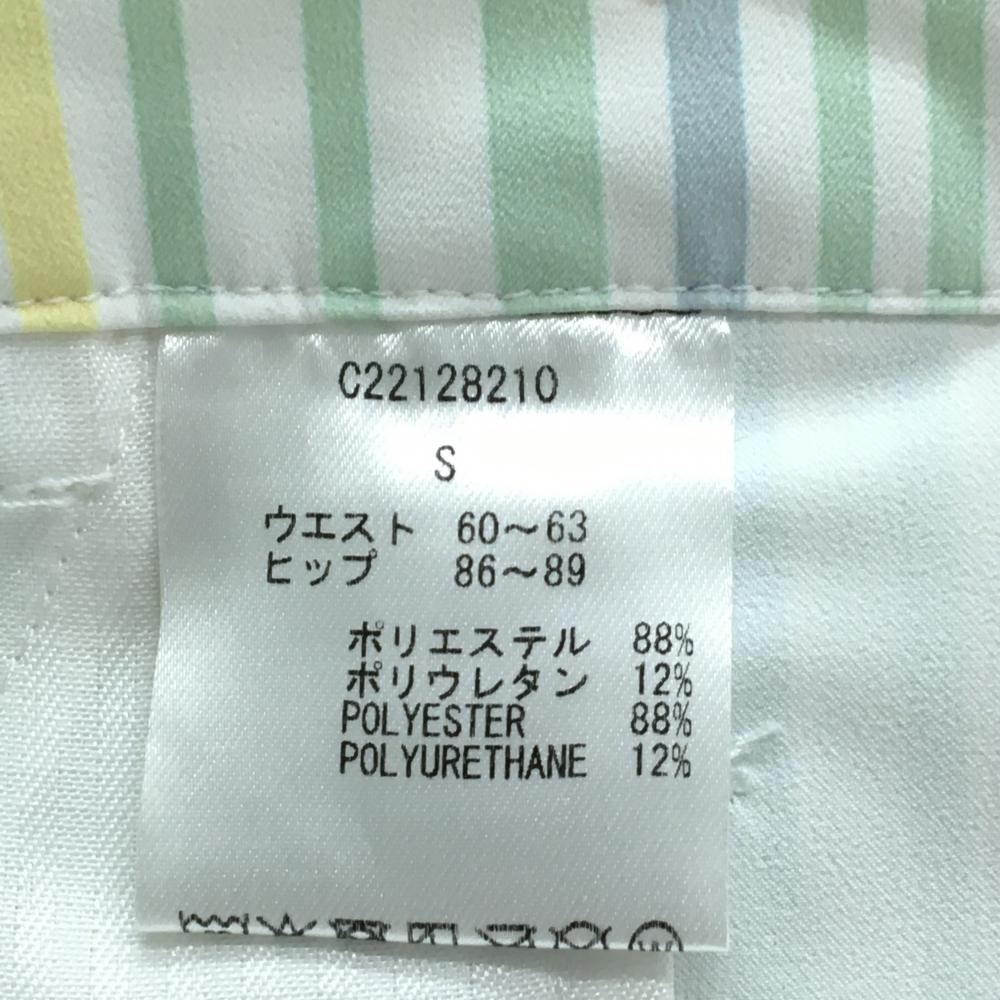 C22128210
S
ウエスト 60～63
ヒップ 86～89
ポリエステル 88%
ポリウレタン 12%
POLYESTER 88%
POLYURETHANE 12%